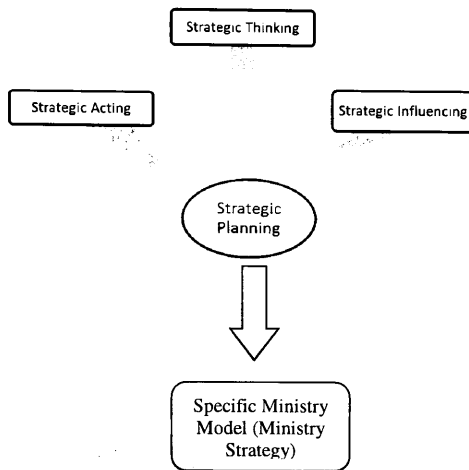 Strategic Thinking
Strategic Acting
Strategic Influencing
Strategic
Planning
Specific Ministry
Model (Ministry
Strategy)